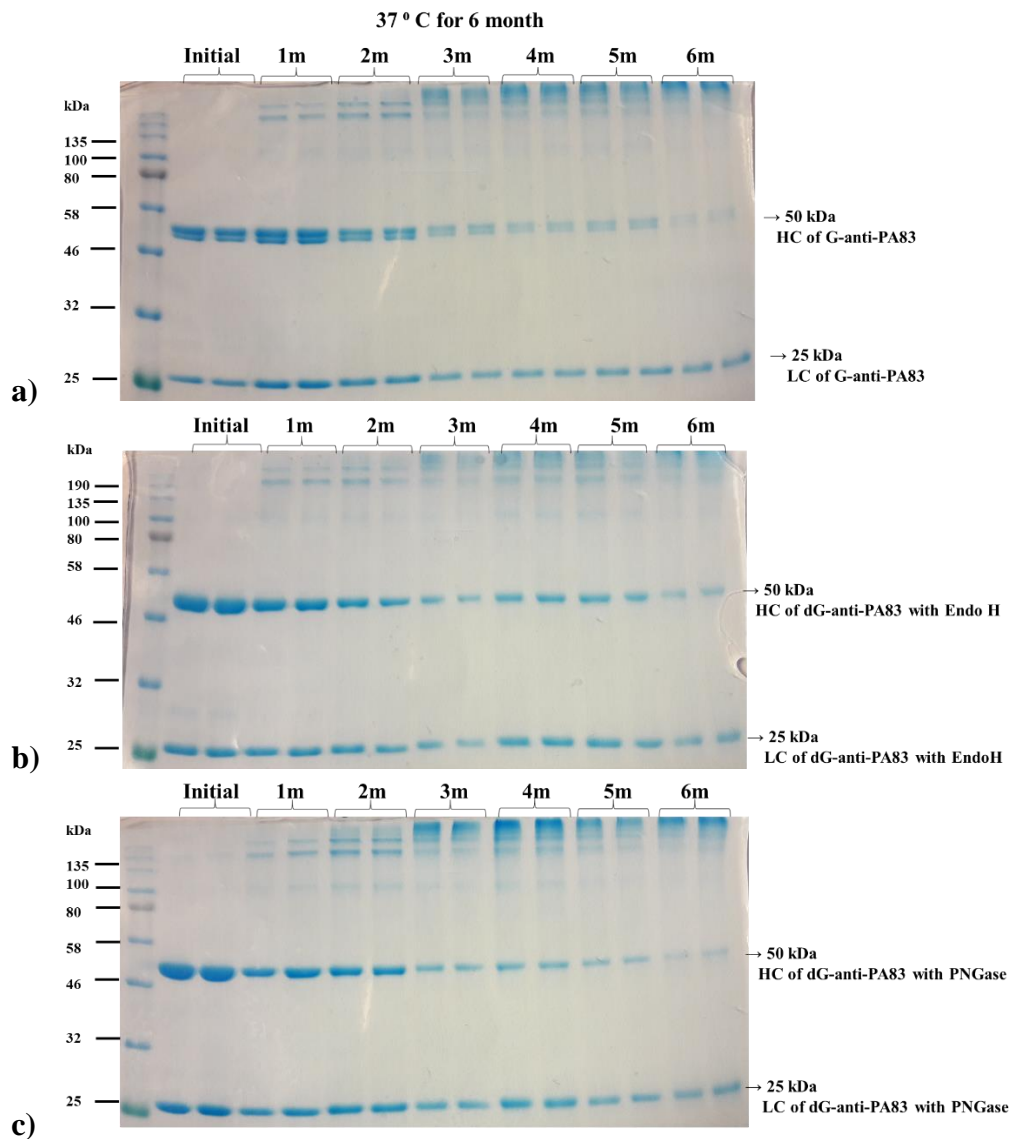 37 ⁰ C for 6 month
Initial 1m 2m 3m 4m 5m 6m
kDa
135
100
80
58
46
32
25
→ 50 kDa
HC of G-anti-PA83
→ 25 kDa
LC of G-anti-PA83
a)
Initial 1m 2m 3m 4m 5m 6m
kDa
190
135
100
80
58
46
32
25
→ 50 kDa
HC of dG-anti-PA83 with Endo H
→ 25 kDa
LC of dG-anti-PA83 with EndoH
b)
Initial 1m 2m 3m 4m 5m 6m
kDa
135
100
80
58
46
32
25
→ 50 kDa
HC of dG-anti-PA83 with PNGase
→ 25 kDa
LC of dG-anti-PA83 with PNGase
c)